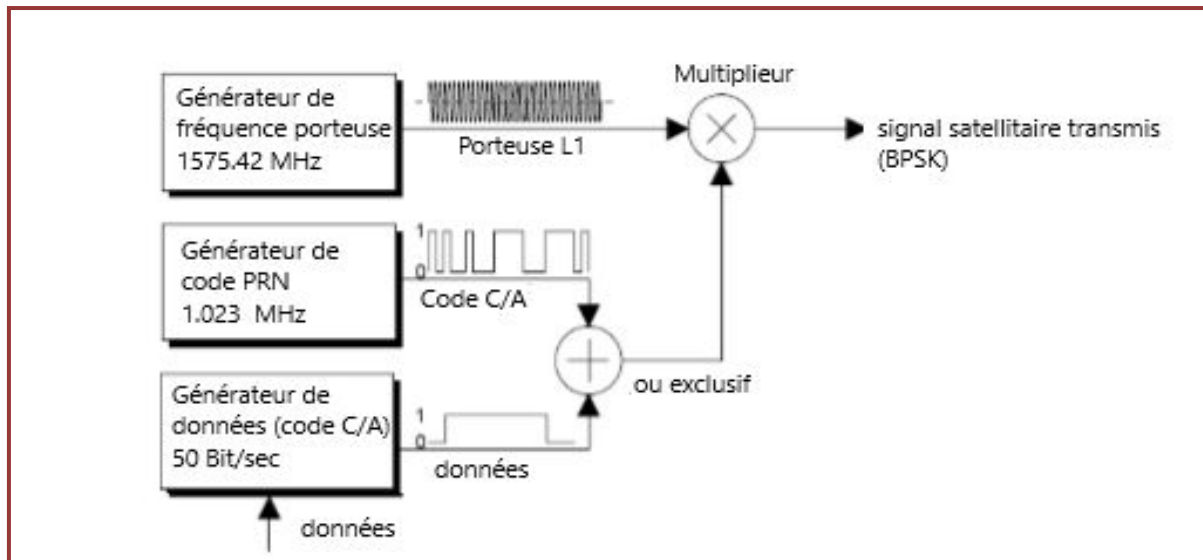 Générateur de
fréquence porteuse
1575.42 MHz
Porteuse L1
Multiplieur
signal satellitaire transmis
(BPSK)
Générateur de
code PRN
1.023 MHz
1
0
Code C/A
ou exclusif
Générateur de
données (code C/A)
50 Bit/sec
1
0
données
données